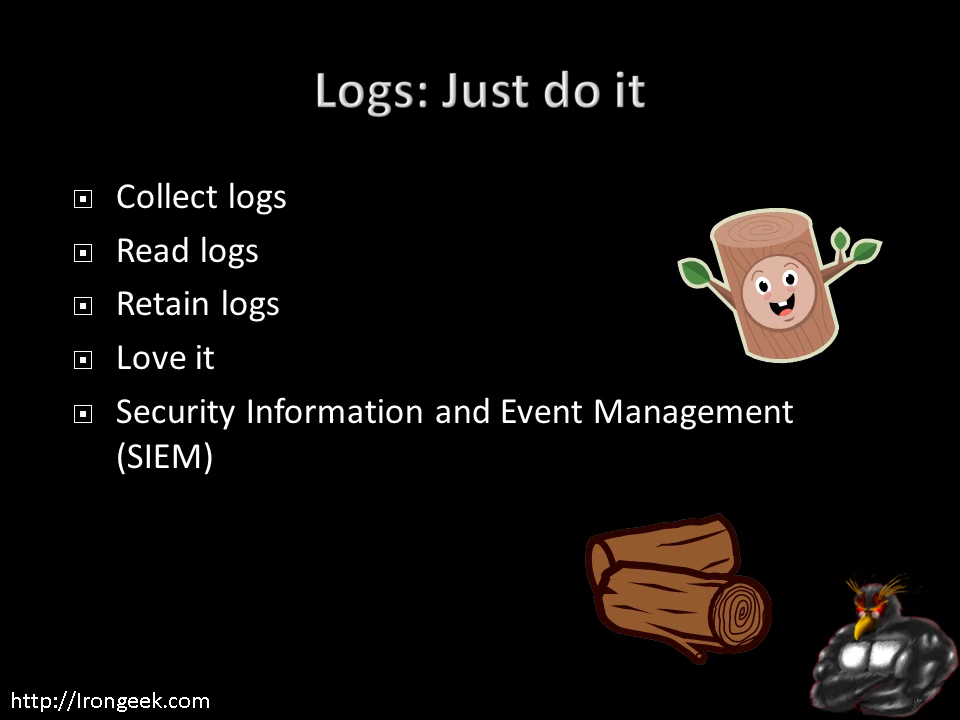 Logs: Just do it
Collect logs
Read logs
Retain logs
Love it
Security Information and Event Management
(SIEM)
http://Irongeek.com